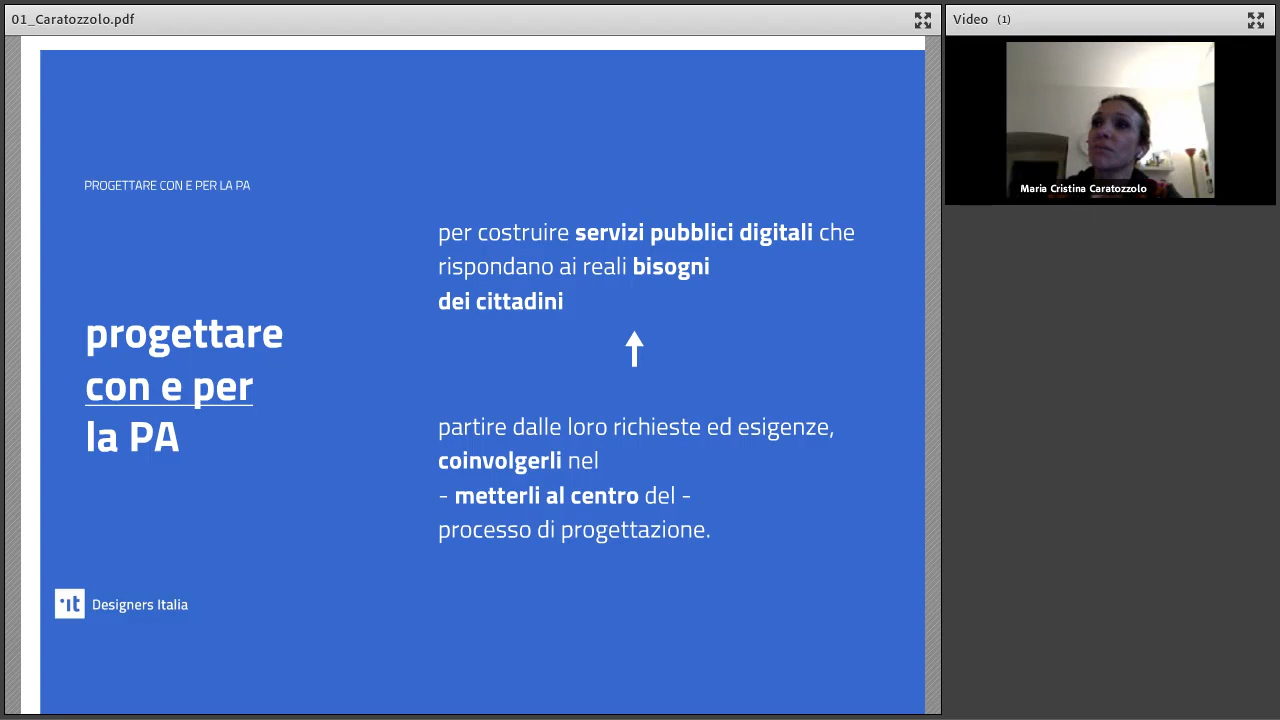 01_Caratozzolo.pdf
Video (1)
Maria Cristina Caratozzolo
PROGETTARE CON E PER LA PA
progettare
con e per
la PA
per costruire servizi pubblici digitali che
rispondano ai reali bisogni
dei cittadini
partire dalle loro richieste ed esigenze,
coinvolgerli nel
- metterli al centro del -
processo di progettazione.
.it Designers Italia